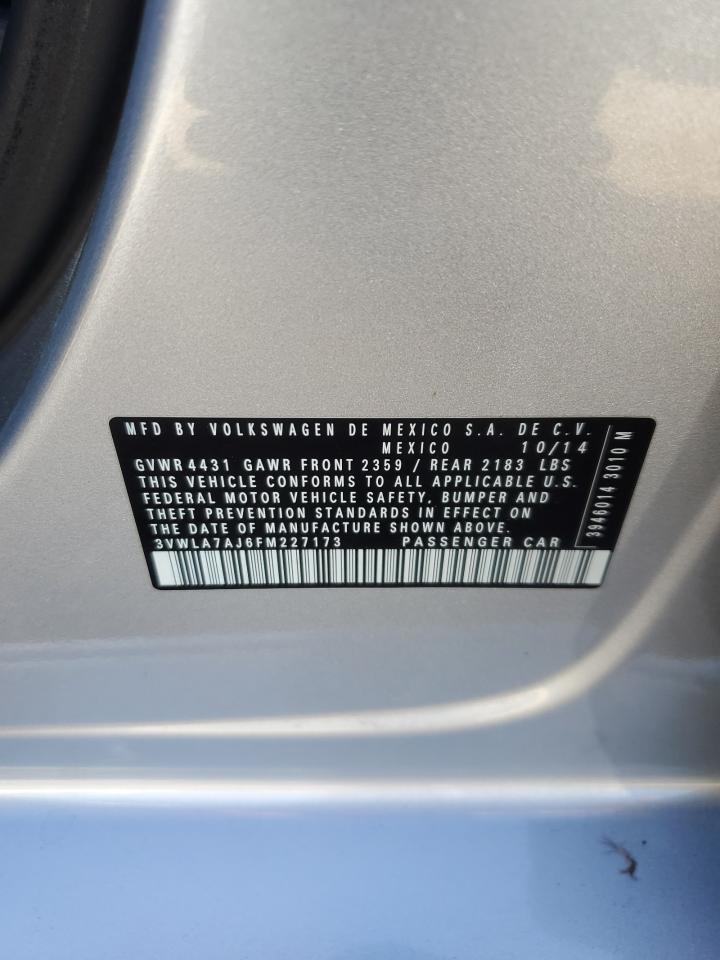 MFD BY VOLKSWAGEN DE MEXICO S.A. DE C.V.
MEXICO 10/14
GVWR 4431 GAWR FRONT 2359 / REAR 2183 LBS
THIS VEHICLE CONFORMS TO ALL APPLICABLE U.S.
FEDERAL MOTOR VEHICLE SAFETY, BUMPER AND
THEFT PREVENTION STANDARDS IN EFFECT ON
THE DATE OF MANUFACTURE SHOWN ABOVE.
3VWLA7AJ6FM227173 PASSENGER CAR
3946014 3010 M